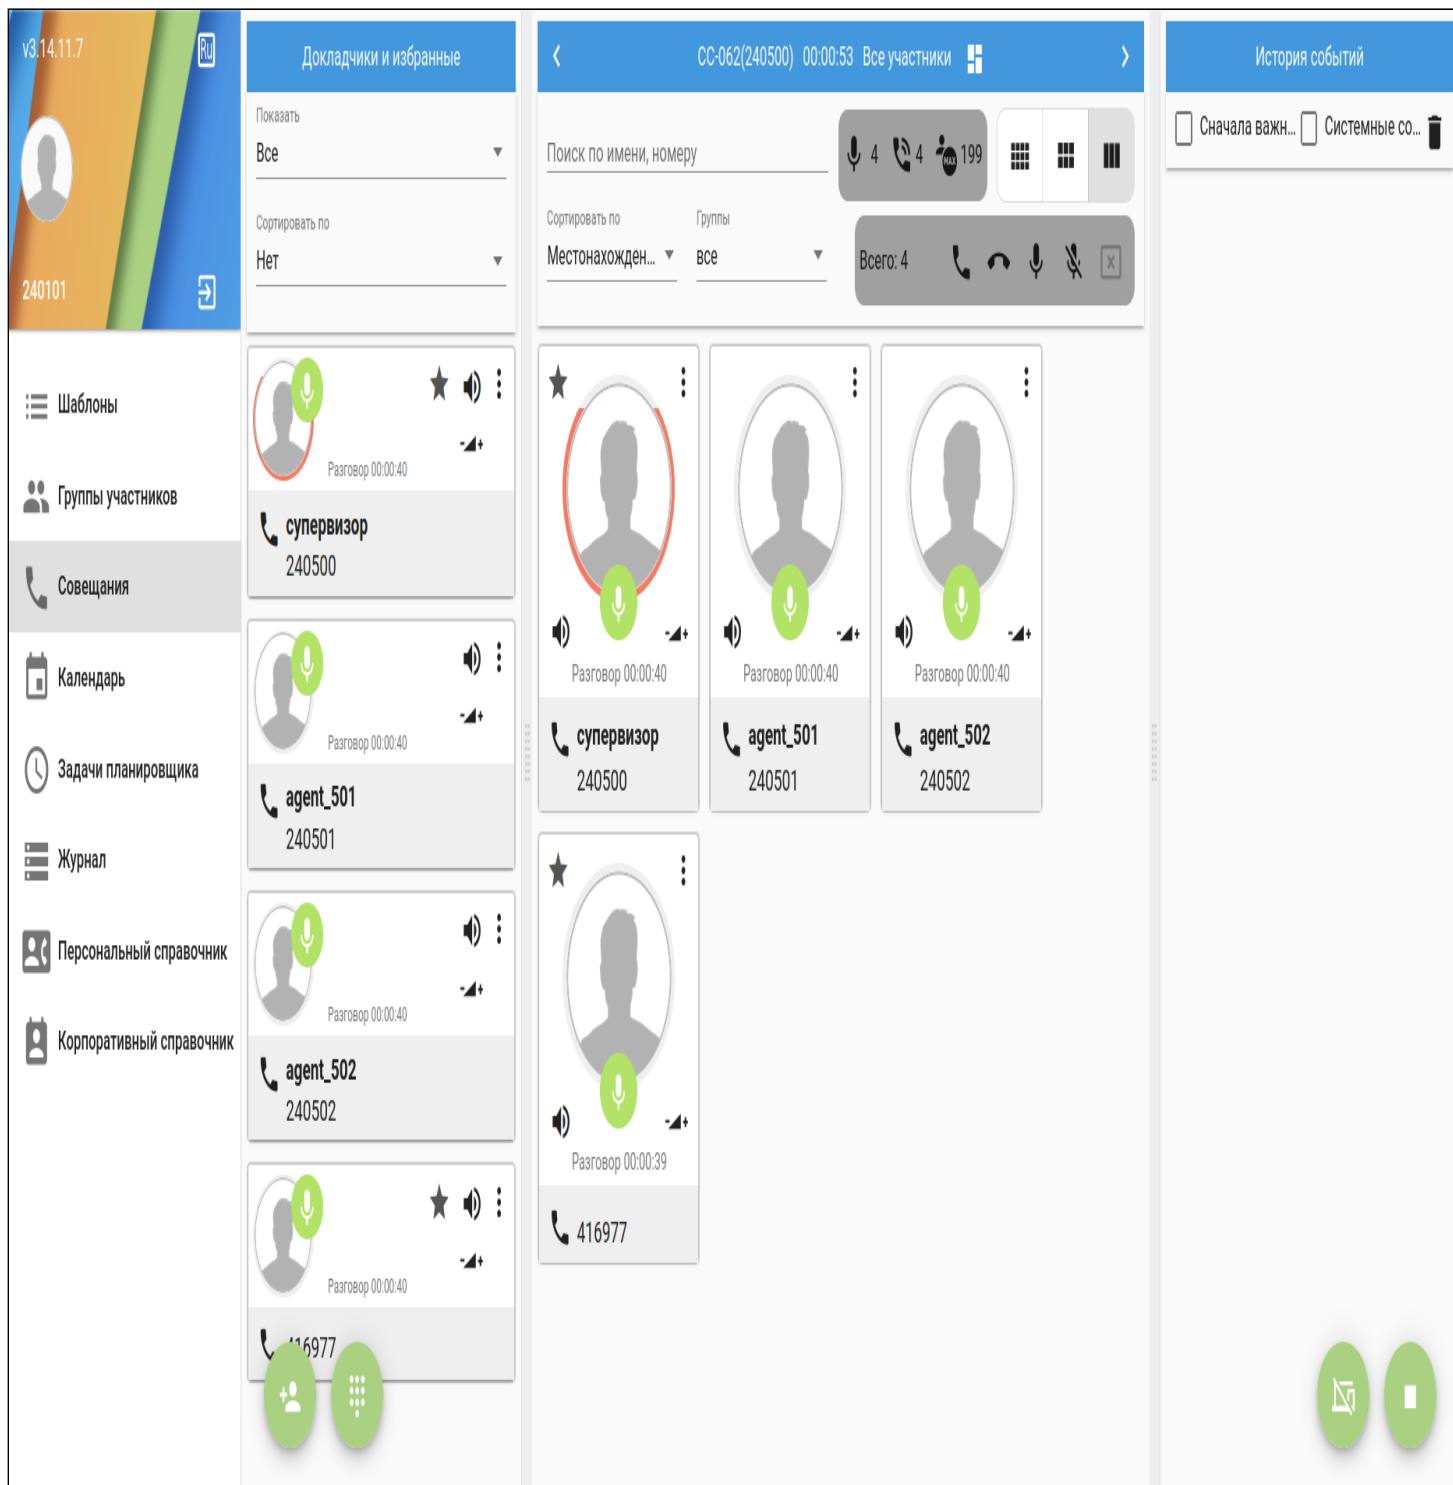 v3.14.11.7
Ru
240101
Шаблоны
Группы участников
Совещания
Календарь
Задачи планировщика
Журнал
Персональный справочник
Корпоративный справочник
Докладчики и избранные
Показать
Все
Сортировать по
Нет
Разговор 00:00:40
супервизор
240500
Разговор 00:00:40
agent_501
240501
Разговор 00:00:40
agent_502
240502
Разговор 00:00:40
416977
СС-062(240500) 00:00:53 Все участники
Поиск по имени, номеру
4 4 MAX 199
Сортировать по
Местонахожден...
Группы
все
Всего: 4
Разговор 00:00:40
супервизор
240500
Разговор 00:00:40
agent_501
240501
Разговор 00:00:40
agent_502
240502
Разговор 00:00:39
416977
История событий
Сначала важн... Системные со...